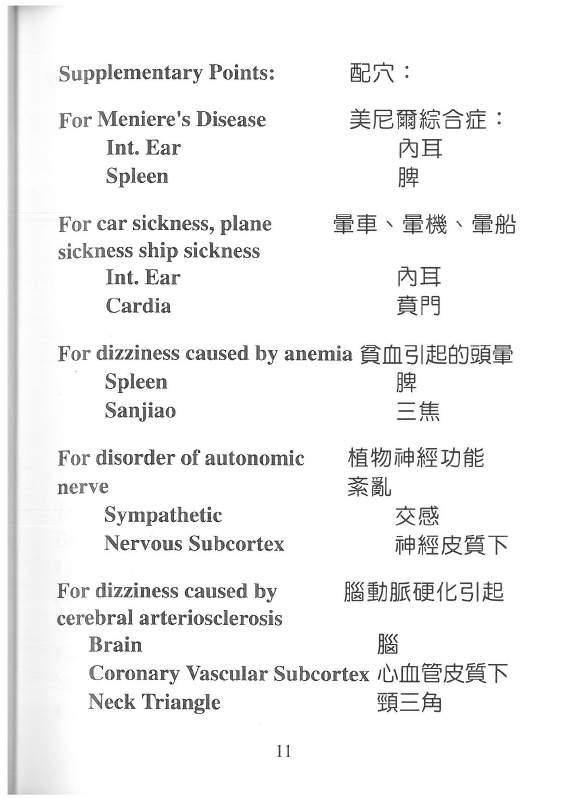 Supplementary Points: 配穴：
For Meniere's Disease 美尼爾綜合症：
Int. Ear 內耳
Spleen 脾
For car sickness, plane 暈車、暈機、暈船
sickness ship sickness
Int. Ear 內耳
Cardia 賁門
For dizziness caused by anemia 貧血引起的頭暈
Spleen 脾
Sanjiao 三焦
For disorder of autonomic 植物神經功能
nerve 紊亂
Sympathetic 交感
Nervous Subcortex 神經皮質下
For dizziness caused by 腦動脈硬化引起
cerebral arteriosclerosis
Brain 腦
Coronary Vascular Subcortex 心血管皮質下
Neck Triangle 頸三角
11